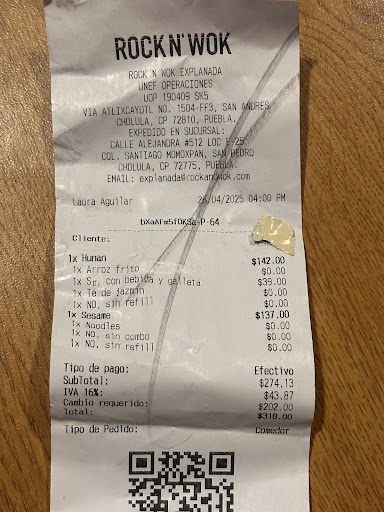 ROCK N' WOK
ROCK N WOK EXPLANADA
UNEF OPERACIONES
UOP 190409 SK5
VIA ATLIXCAYOTL NO. 1504-FF3, SAN ANDRES
CHOLULA, CP 72810, PUEBLA.
EXPEDIDO EN SUCURSAL:
CALLE ALEJANDRA #512 LOC E-25
COL. SANTIAGO MOMOXPAN, SAN PEDRO
CHOLULA, CP 72775, PUEBLA.
EMAIL: explanada@rocknwok.com
Laura Aguilar 26/04/2025 04:00 PM
bXaAFm5fDKSa-P-64
Cliente:
1x Hunan $142.00
1x Arroz frito $0.00
1x Sr, con bebida y galleta $39.00
1x Té de jazmin $0.00
1x NO, sin refill $0.00
1x Sesame $137.00
1x Noodles $0.00
1x NO, sin combo $0.00
1x NO, sin refill $0.00
Tipo de pago: Efectivo
SubTotal: $274.13
IVA 16%: $43.87
Cambio requerido: $202.00
Total: $318.00
Tipo de Pedido: Comedor